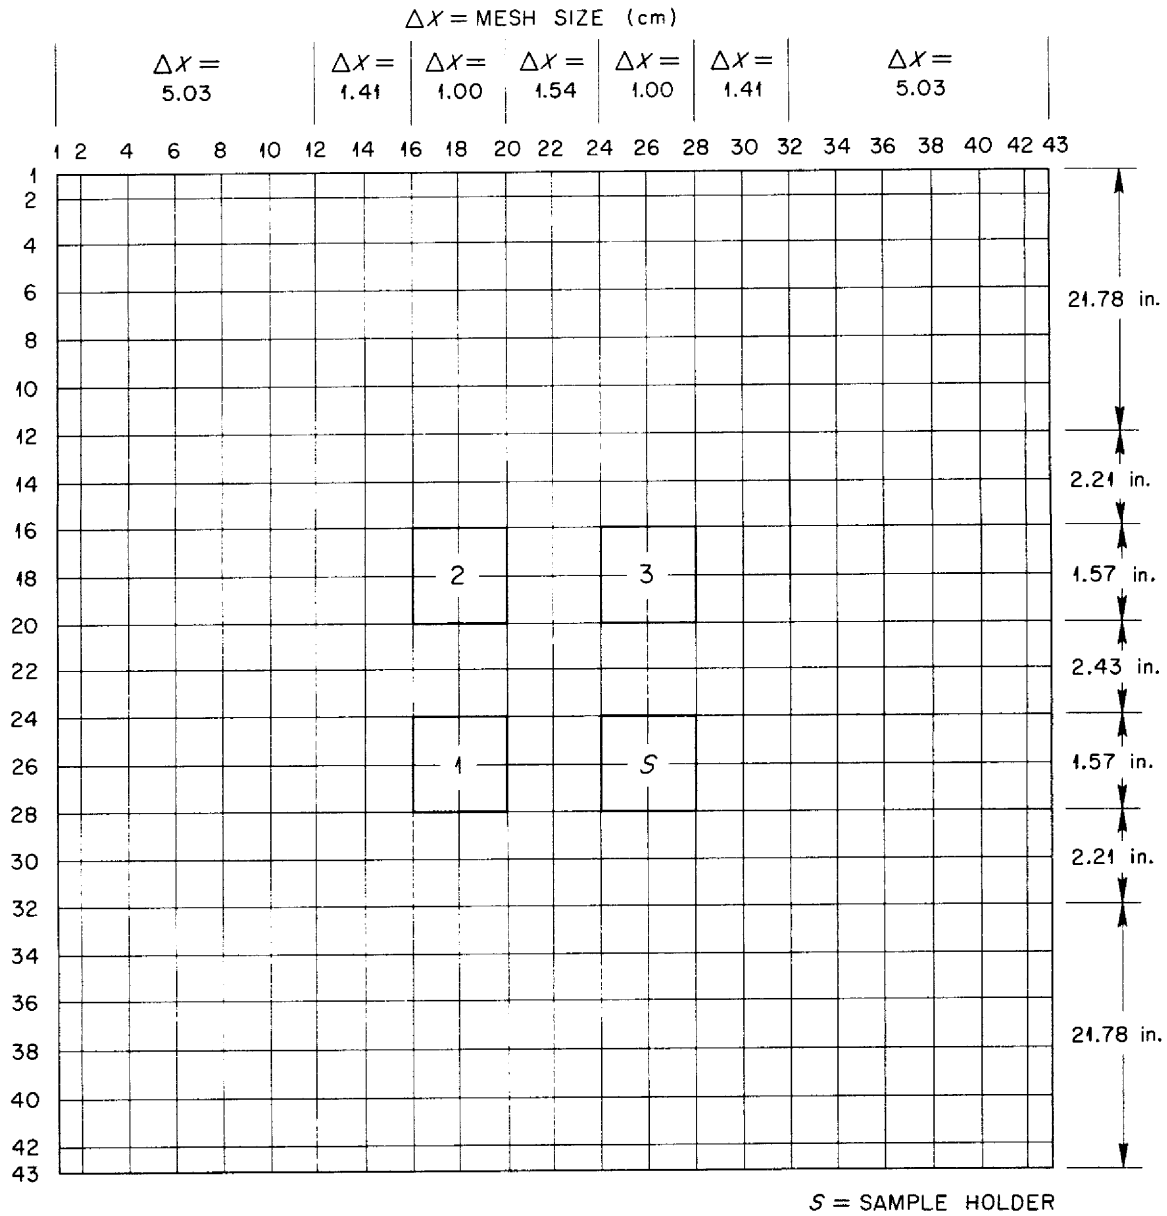 ΔX = MESH SIZE (cm)
ΔX = ΔX = ΔX = ΔX = ΔX = ΔX = ΔX =
5.03 1.41 1.00 1.54 1.00 1.41 5.03
1 2 4 6 8 10 12 14 16 18 20 22 24 26 28 30 32 34 36 38 40 42 43
1
2
4
6
21.78 in.
8
10
12
14
2.21 in.
16
18
2
3
1.57 in.
20
22
2.43 in.
24
26
1
S
1.57 in.
28
30
2.21 in.
32
34
36
38
21.78 in.
40
42
43
S = SAMPLE HOLDER